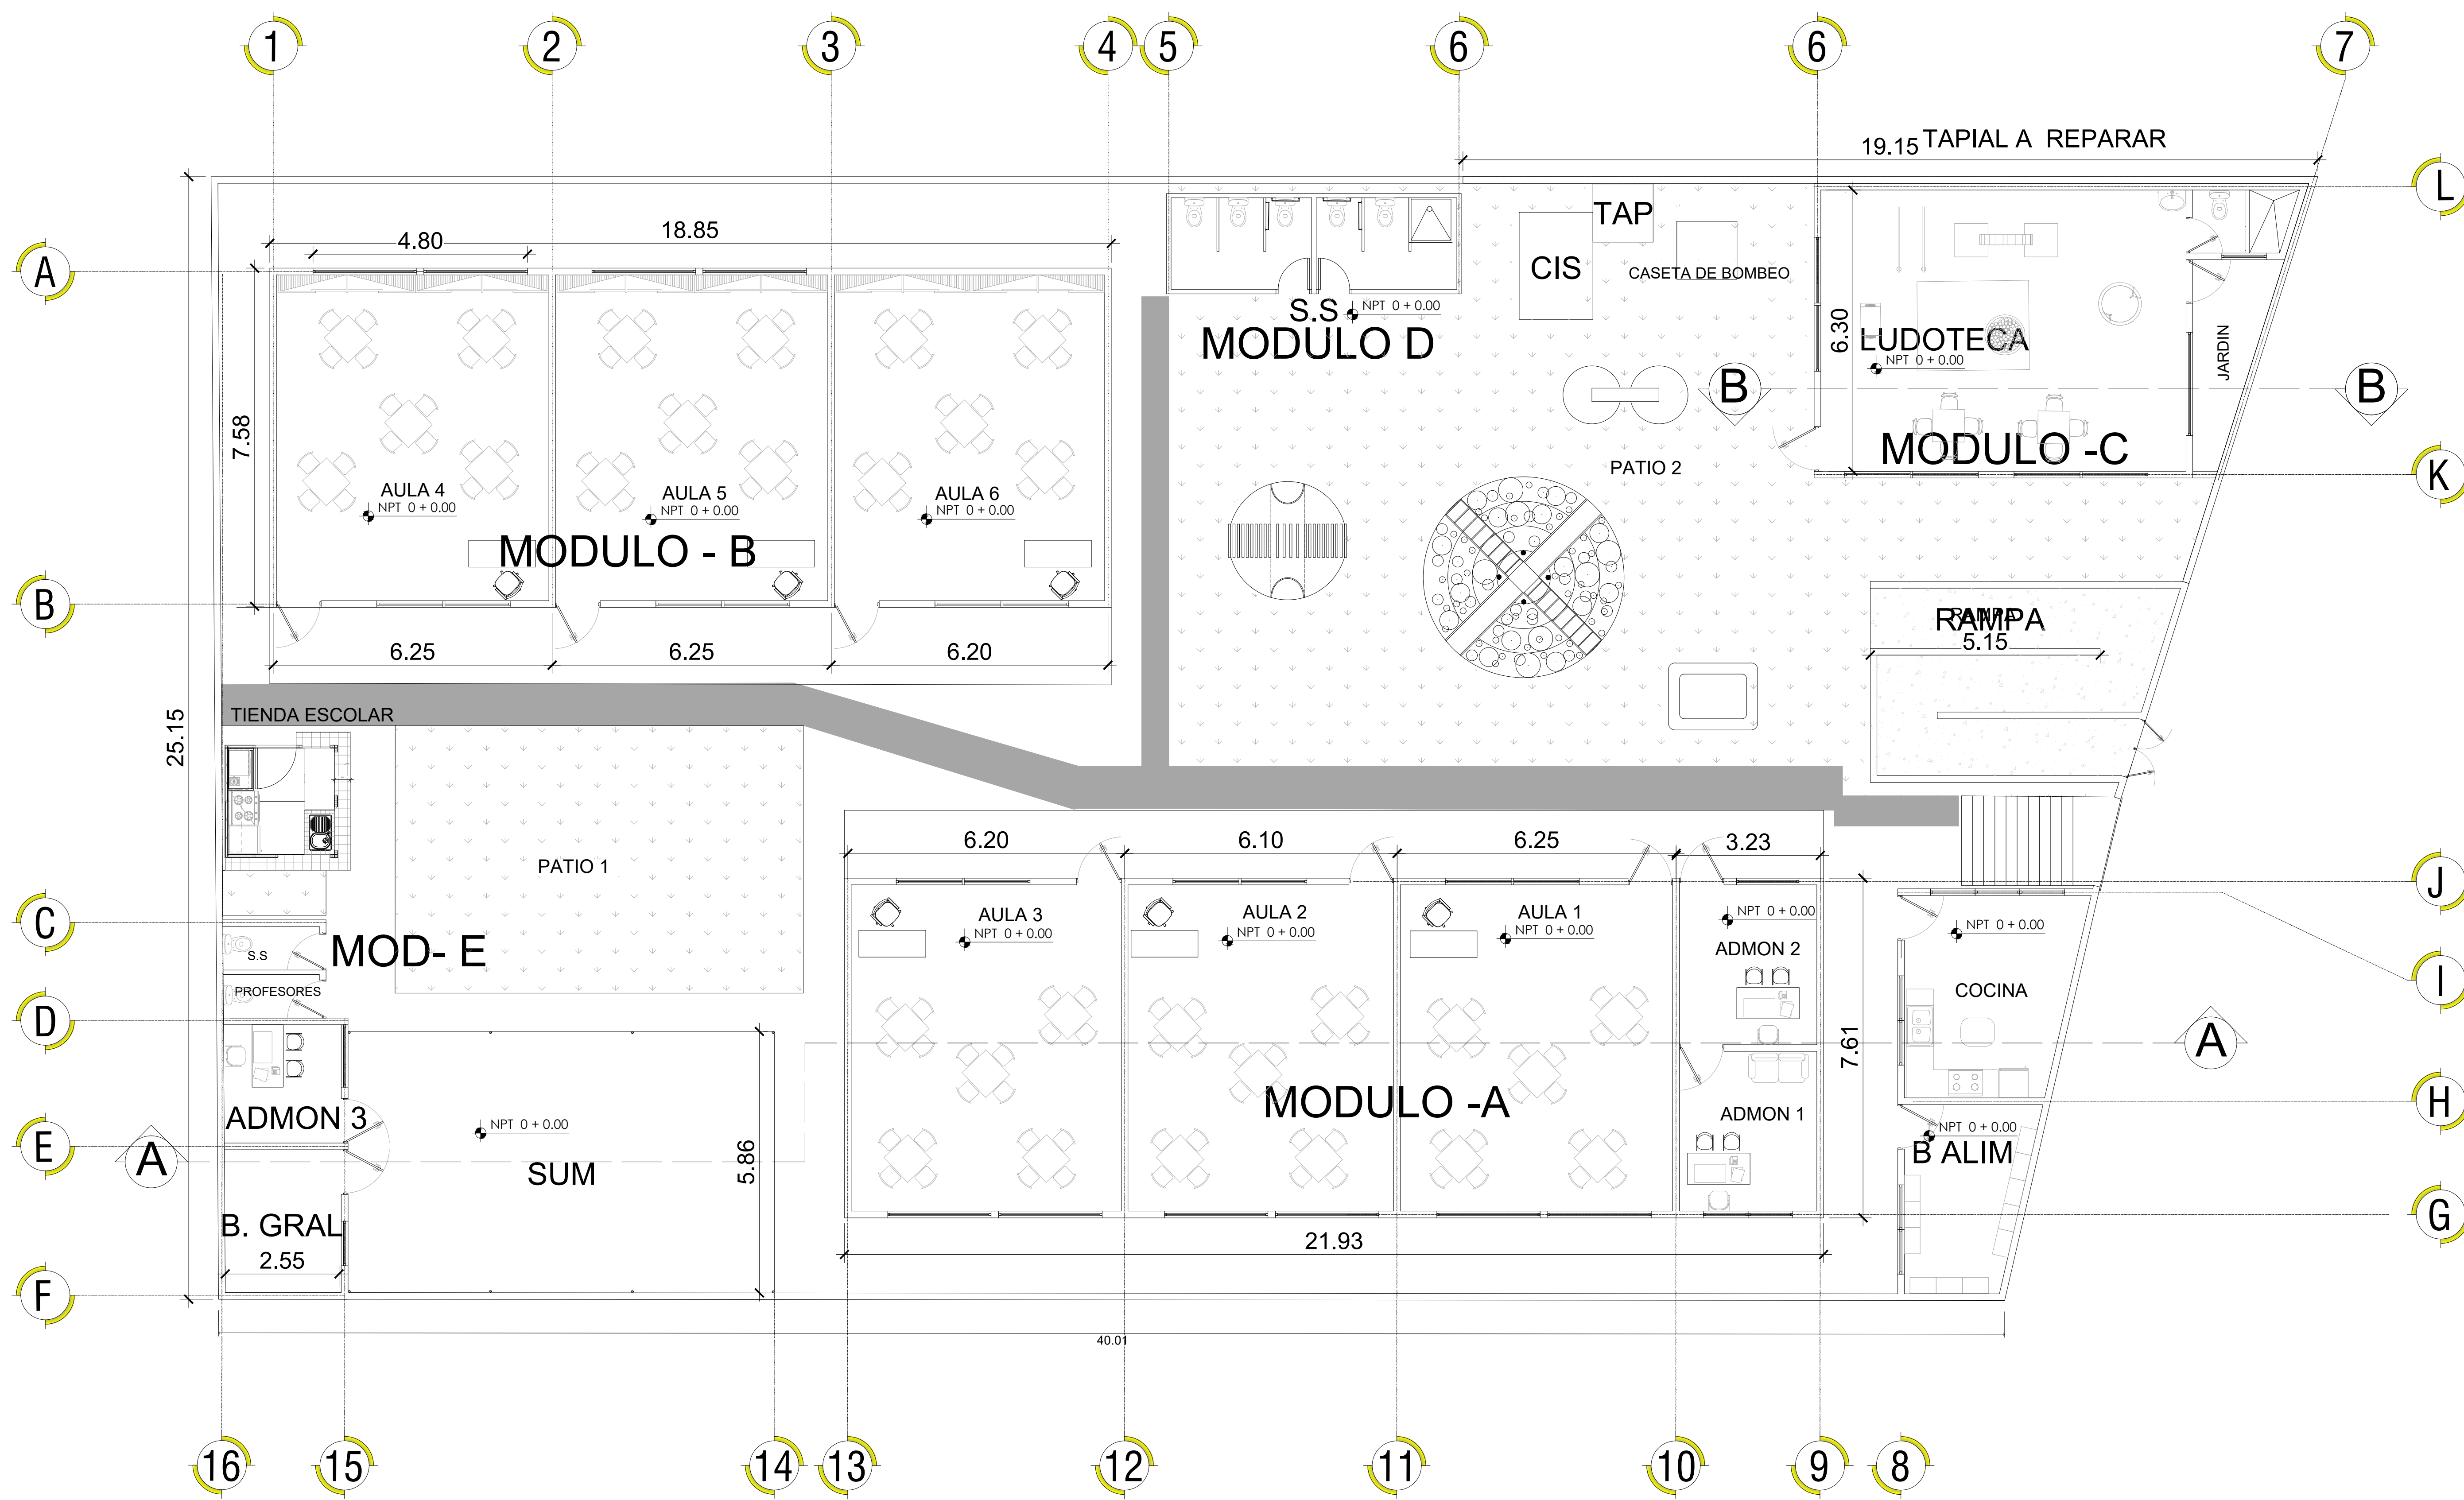 1
2
3
4
5
6
6
7
19.15 TAPIAL A REPARAR
L
4.80
18.85
A
TAP
CIS
CASETA DE BOMBEO
S.S
NPT 0 + 0.00
MODULO D
6.30
LUDOTECA
NPT 0 + 0.00
JARDIN
B
B
7.58
MODULO -C
PATIO 2
K
AULA 4
NPT 0 + 0.00
AULA 5
NPT 0 + 0.00
AULA 6
NPT 0 + 0.00
MODULO - B
B
RAMPA
RAMPA
5.15
6.25
6.25
6.20
25.15
TIENDA ESCOLAR
PATIO 1
6.20
6.10
6.25
3.23
J
C
AULA 3
NPT 0 + 0.00
AULA 2
NPT 0 + 0.00
AULA 1
NPT 0 + 0.00
NPT 0 + 0.00
ADMON 2
NPT 0 + 0.00
COCINA
MOD- E
S.S
PROFESORES
I
D
7.61
A
MODULO -A
ADMON 1
H
ADMON 3
NPT 0 + 0.00
NPT 0 + 0.00
B ALIM
E
A
SUM
5.86
B. GRAL
2.55
G
21.93
F
40.01
16
15
14
13
12
11
10
9
8